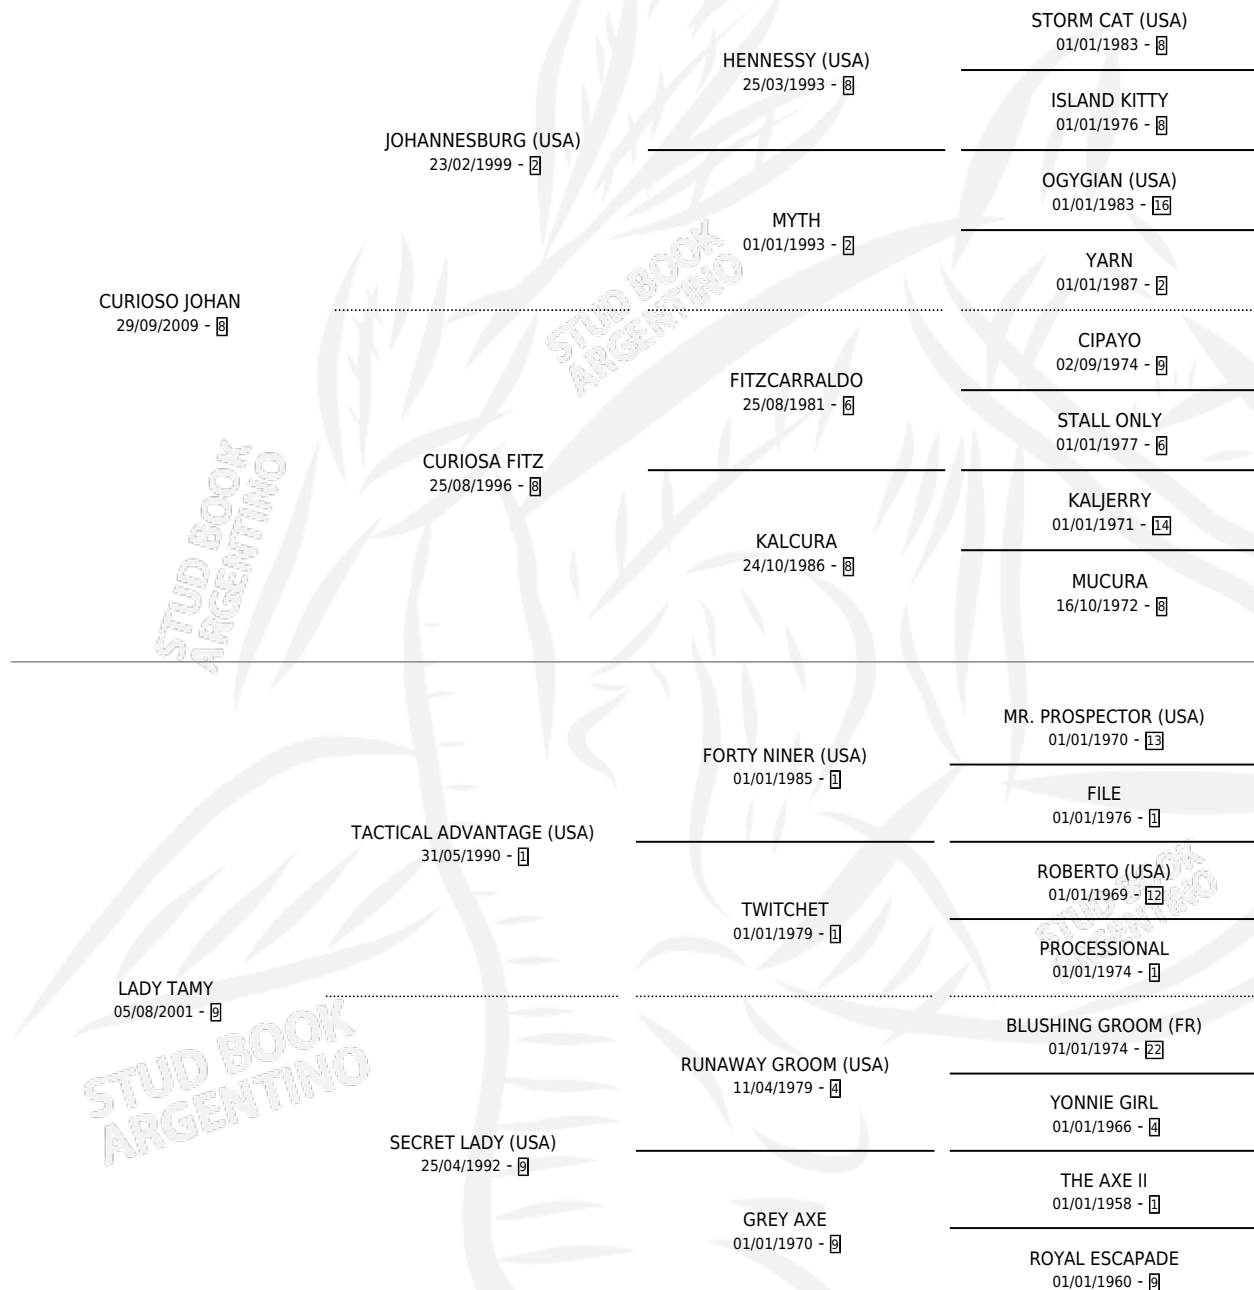 STORM CAT (USA)
01/01/1983 - 8
HENNESSY (USA)
25/03/1993 - 8
ISLAND KITTY
01/01/1976 - 8
JOHANNESBURG (USA)
23/02/1999 - 2
OGYGIAN (USA)
01/01/1983 - 16
MYTH
01/01/1993 - 2
YARN
01/01/1987 - 2
CURIOSO JOHAN
29/09/2009 - 8
CIPAYO
02/09/1974 - 9
FITZCARRALDO
25/08/1981 - 6
STALL ONLY
01/01/1977 - 6
CURIOSA FITZ
25/08/1996 - 8
KALJERRY
01/01/1971 - 14
KALCURA
24/10/1986 - 8
MUCURA
16/10/1972 - 8
MR. PROSPECTOR (USA)
01/01/1970 - 13
FORTY NINER (USA)
01/01/1985 - 1
FILE
01/01/1976 - 1
TACTICAL ADVANTAGE (USA)
31/05/1990 - 1
ROBERTO (USA)
01/01/1969 - 12
TWITCHET
01/01/1979 - 1
PROCESSIONAL
01/01/1974 - 1
LADY TAMY
05/08/2001 - 9
BLUSHING GROOM (FR)
01/01/1974 - 22
RUNAWAY GROOM (USA)
11/04/1979 - 4
YONNIE GIRL
01/01/1966 - 4
SECRET LADY (USA)
25/04/1992 - 9
THE AXE II
01/01/1958 - 1
GREY AXE
01/01/1970 - 9
ROYAL ESCAPADE
01/01/1960 - 9
STUD BOOK
ARGENTINO
STUD BOOK
ARGENTINO
STUD BOOK
ARGENTINO
STUD BOOK
ARGENTINO